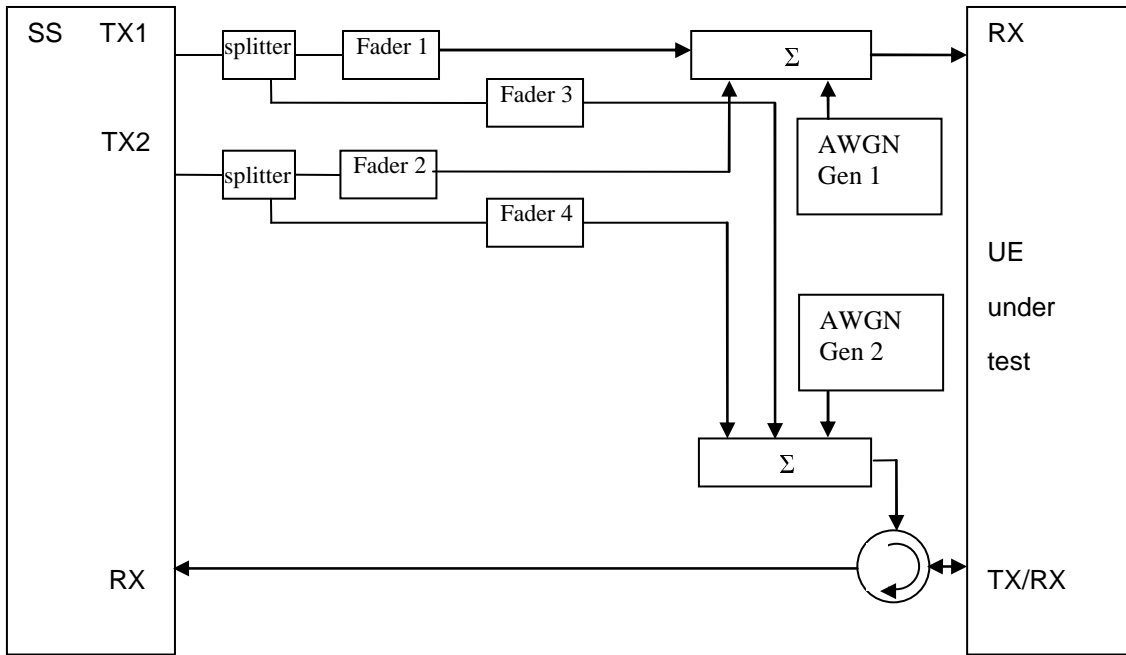 SS TX1
splitter
Fader 1
Σ
RX
Fader 3
TX2
AWGN
Gen 1
splitter
Fader 2
Fader 4
UE
under
test
AWGN
Gen 2
Σ
RX
TX/RX